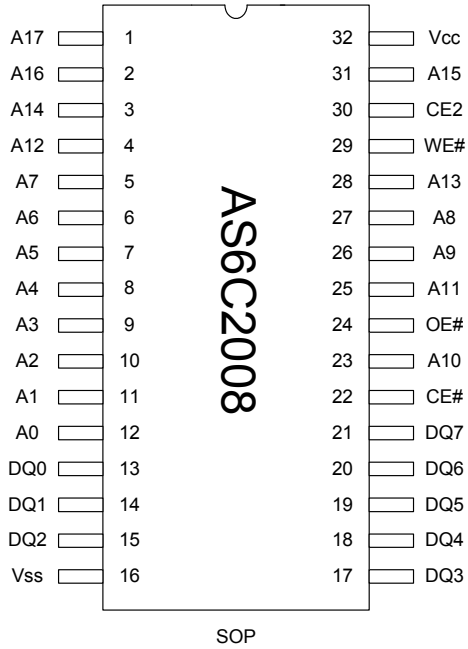 A17 1 32 Vcc
A16 2 31 A15
A14 3 30 CE2
A12 4 29 WE#
A7 5 28 A13
A6 6 27 A8
A5 7 26 A9
A4 8 25 A11
A3 9 24 OE#
A2 10 23 A10
A1 11 22 CE#
A0 12 21 DQ7
DQ0 13 20 DQ6
DQ1 14 19 DQ5
DQ2 15 18 DQ4
Vss 16 17 DQ3
AS6C2008
SOP